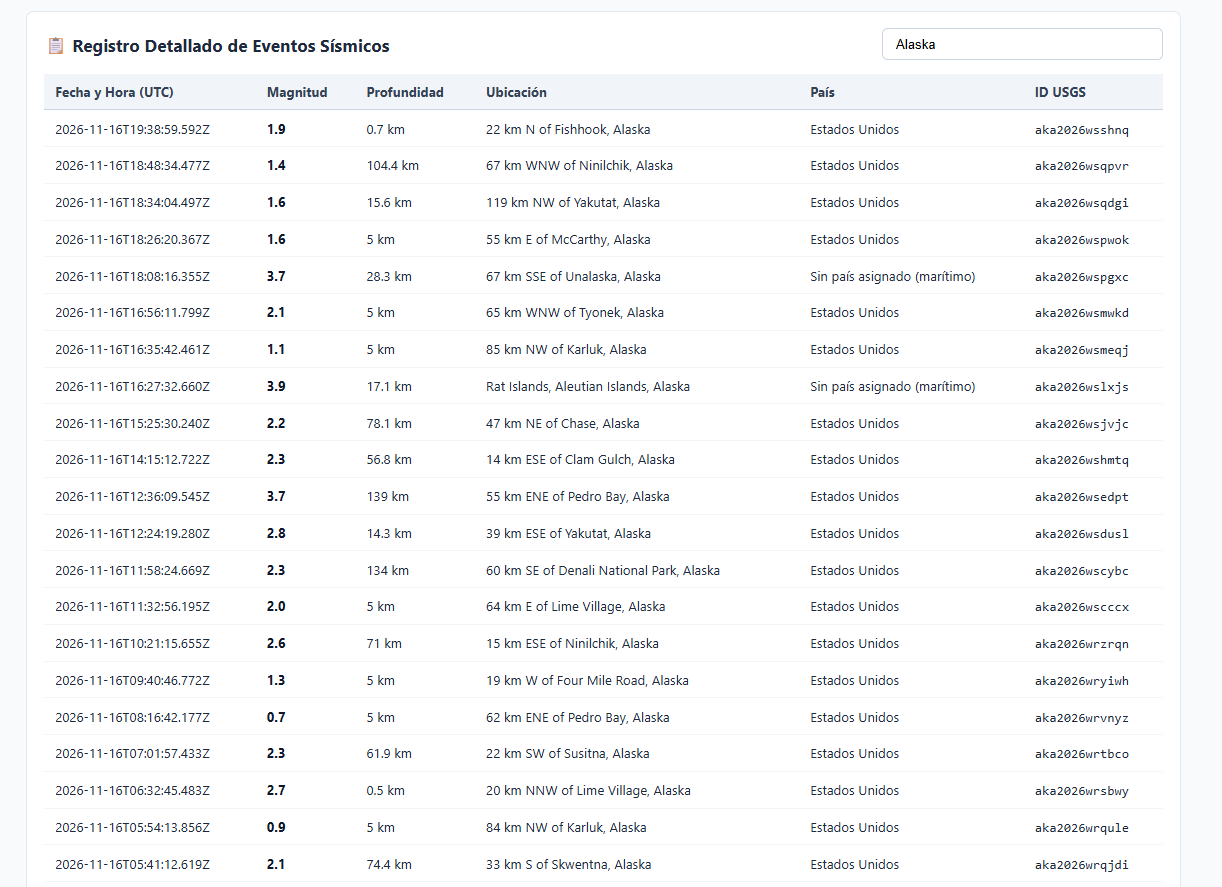 📋 Registro Detallado de Eventos Sísmicos Alaska
Fecha y Hora (UTC) Magnitud Profundidad Ubicación País ID USGS
2026-11-16T19:38:59.592Z 1.9 0.7 km 22 km N of Fishhook, Alaska Estados Unidos aka2026wsshnq
2026-11-16T18:48:34.477Z 1.4 104.4 km 67 km WNW of Ninilchik, Alaska Estados Unidos aka2026wsqpvr
2026-11-16T18:34:04.497Z 1.6 15.6 km 119 km NW of Yakutat, Alaska Estados Unidos aka2026wsqdgi
2026-11-16T18:26:20.367Z 1.6 5 km 55 km E of McCarthy, Alaska Estados Unidos aka2026wspwok
2026-11-16T18:08:16.355Z 3.7 28.3 km 67 km SSE of Unalaska, Alaska Sin país asignado (marítimo) aka2026wspgxc
2026-11-16T16:56:11.799Z 2.1 5 km 65 km WNW of Tyonek, Alaska Estados Unidos aka2026wsmwkd
2026-11-16T16:35:42.461Z 1.1 5 km 85 km NW of Karluk, Alaska Estados Unidos aka2026wsmeqj
2026-11-16T16:27:32.660Z 3.9 17.1 km Rat Islands, Aleutian Islands, Alaska Sin país asignado (marítimo) aka2026wslxjs
2026-11-16T15:25:30.240Z 2.2 78.1 km 47 km NE of Chase, Alaska Estados Unidos aka2026wsjvjc
2026-11-16T14:15:12.722Z 2.3 56.8 km 14 km ESE of Clam Gulch, Alaska Estados Unidos aka2026wshmtq
2026-11-16T12:36:09.545Z 3.7 139 km 55 km ENE of Pedro Bay, Alaska Estados Unidos aka2026wsedpt
2026-11-16T12:24:19.280Z 2.8 14.3 km 39 km ESE of Yakutat, Alaska Estados Unidos aka2026wsdusl
2026-11-16T11:58:24.669Z 2.3 134 km 60 km SE of Denali National Park, Alaska Estados Unidos aka2026wscybc
2026-11-16T11:32:56.195Z 2.0 5 km 64 km E of Lime Village, Alaska Estados Unidos aka2026wscccx
2026-11-16T10:21:15.655Z 2.6 71 km 15 km ESE of Ninilchik, Alaska Estados Unidos aka2026wrzrqn
2026-11-16T09:40:46.772Z 1.3 5 km 19 km W of Four Mile Road, Alaska Estados Unidos aka2026wryiwh
2026-11-16T08:16:42.177Z 0.7 5 km 62 km ENE of Pedro Bay, Alaska Estados Unidos aka2026wrvnyz
2026-11-16T07:01:57.433Z 2.3 61.9 km 22 km SW of Susitna, Alaska Estados Unidos aka2026wrtbco
2026-11-16T06:32:45.483Z 2.7 0.5 km 20 km NNW of Lime Village, Alaska Estados Unidos aka2026wrsbwy
2026-11-16T05:54:13.856Z 0.9 5 km 84 km NW of Karluk, Alaska Estados Unidos aka2026wrqule
2026-11-16T05:41:12.619Z 2.1 74.4 km 33 km S of Skwentna, Alaska Estados Unidos aka2026wrqjdi